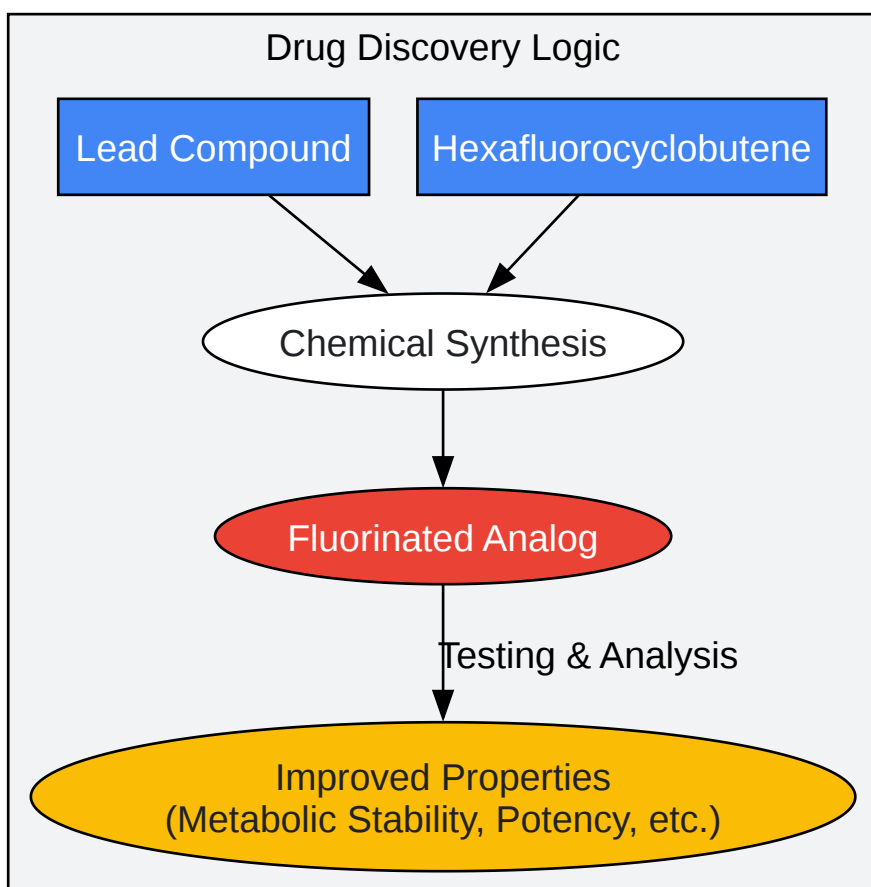 Drug Discovery Logic
Lead Compound
Hexafluorocyclobutene
Chemical Synthesis
Fluorinated Analog
Testing & Analysis
Improved Properties
(Metabolic Stability, Potency, etc.)